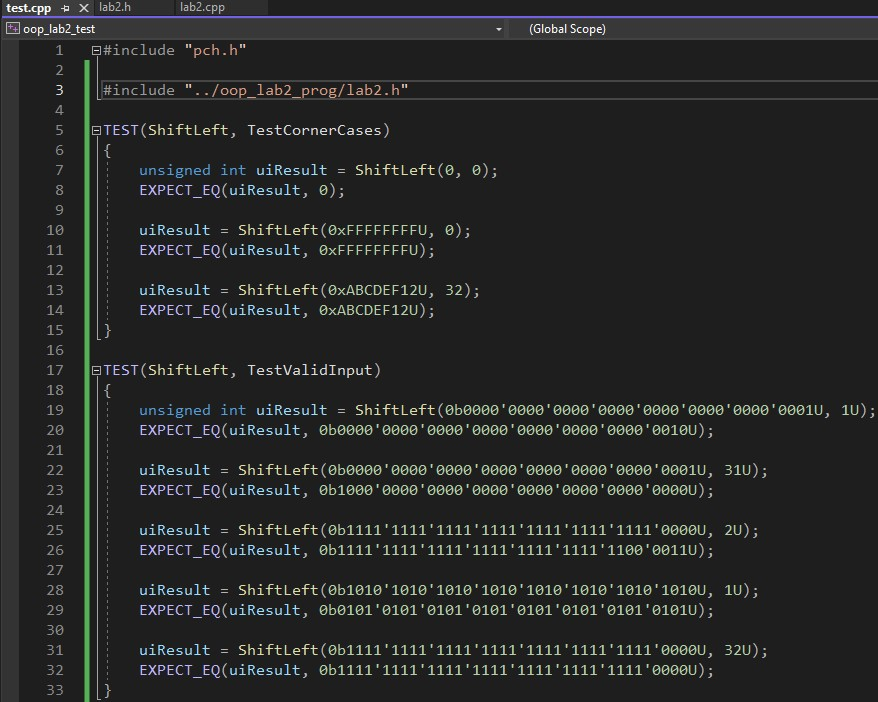 test.cpp lab2.h lab2.cpp
oop_lab2_test (Global Scope)
1 #include "pch.h"
2
3 #include "../oop_lab2_prog/lab2.h"
4
5 TEST(ShiftLeft, TestCornerCases)
6 {
7 unsigned int uiResult = ShiftLeft(0, 0);
8 EXPECT_EQ(uiResult, 0);
9
10 uiResult = ShiftLeft(0xFFFFFFFFU, 0);
11 EXPECT_EQ(uiResult, 0xFFFFFFFFU);
12
13 uiResult = ShiftLeft(0xABCDEF12U, 32);
14 EXPECT_EQ(uiResult, 0xABCDEF12U);
15 }
16
17 TEST(ShiftLeft, TestValidInput)
18 {
19 unsigned int uiResult = ShiftLeft(0b0000'0000'0000'0000'0000'0000'0000'0001U, 1U);
20 EXPECT_EQ(uiResult, 0b0000'0000'0000'0000'0000'0000'0000'0010U);
21
22 uiResult = ShiftLeft(0b0000'0000'0000'0000'0000'0000'0000'0001U, 31U);
23 EXPECT_EQ(uiResult, 0b1000'0000'0000'0000'0000'0000'0000'0000U);
24
25 uiResult = ShiftLeft(0b1111'1111'1111'1111'1111'1111'1111'0000U, 2U);
26 EXPECT_EQ(uiResult, 0b1111'1111'1111'1111'1111'1111'1100'0011U);
27
28 uiResult = ShiftLeft(0b1010'1010'1010'1010'1010'1010'1010'1010U, 1U);
29 EXPECT_EQ(uiResult, 0b0101'0101'0101'0101'0101'0101'0101'0101U);
30
31 uiResult = ShiftLeft(0b1111'1111'1111'1111'1111'1111'1111'0000U, 32U);
32 EXPECT_EQ(uiResult, 0b1111'1111'1111'1111'1111'1111'1111'0000U);
33 }